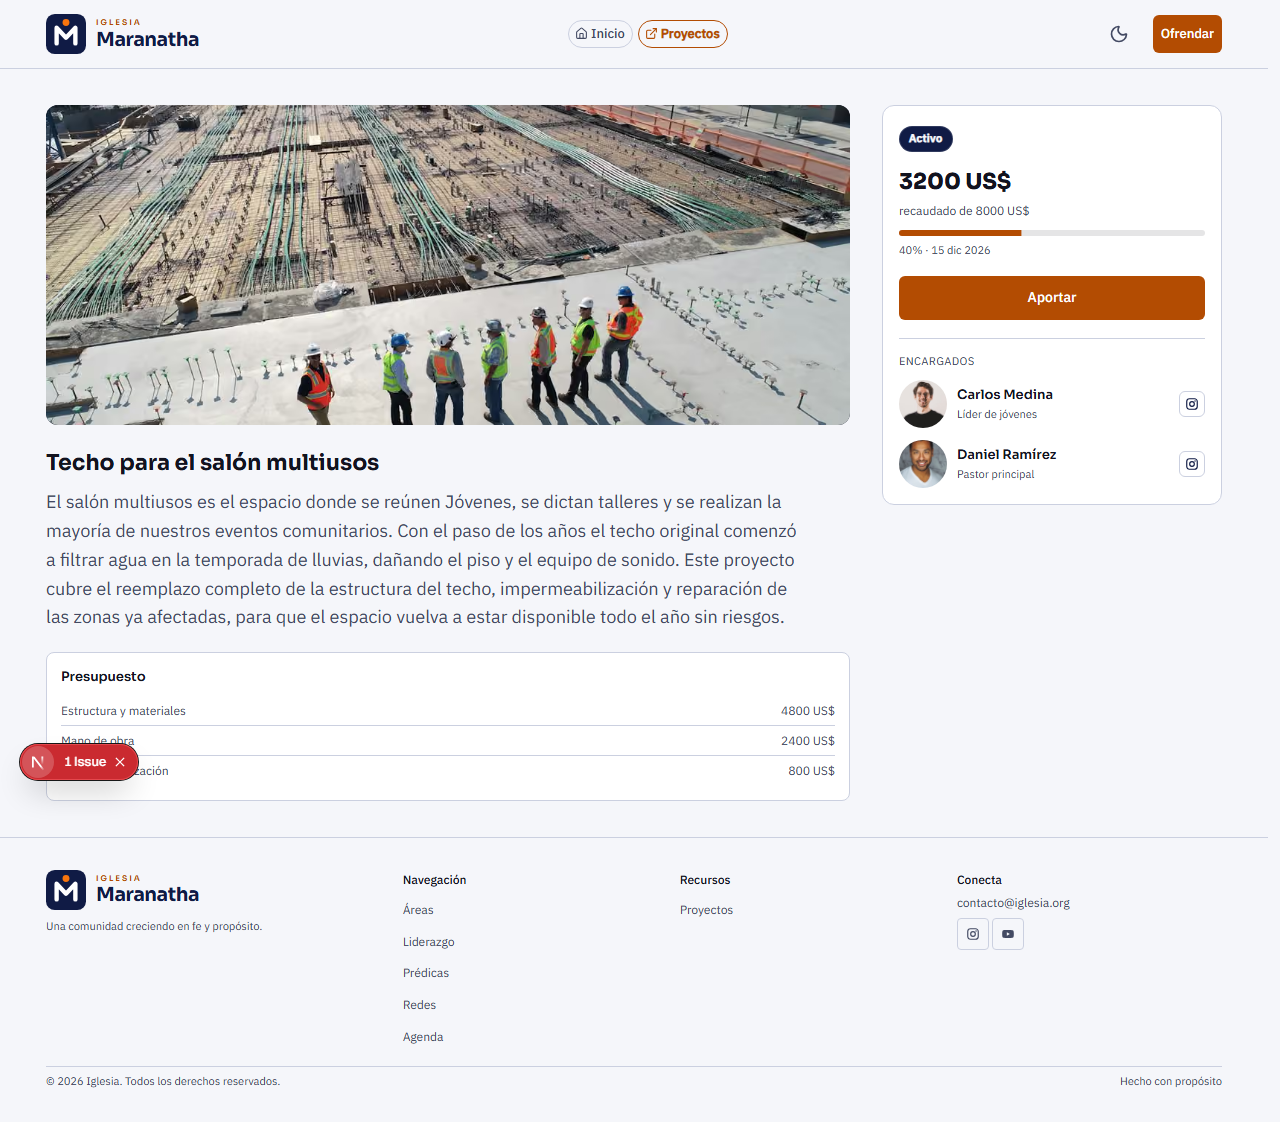 IGLESIA
Maranatha
Inicio
Proyectos
Ofrendar
Activo
3200 US$
recaudado de 8000 US$
40% · 15 dic 2026
Aportar
ENCARGADOS
Carlos Medina
Líder de jóvenes
Daniel Ramírez
Pastor principal
Techo para el salón multiusos
El salón multiusos es el espacio donde se reúnen Jóvenes, se dictan talleres y se realizan la
mayoría de nuestros eventos comunitarios. Con el paso de los años el techo original comenzó
a filtrar agua en la temporada de lluvias, dañando el piso y el equipo de sonido. Este proyecto
cubre el reemplazo completo de la estructura del techo, impermeabilización y reparación de
las zonas ya afectadas, para que el espacio vuelva a estar disponible todo el año sin riesgos.
Presupuesto
Estructura y materiales 4800 US$
Mano de obra 2400 US$
800 US$
N 1 Issue
IGLESIA
Maranatha
Una comunidad creciendo en fe y propósito.
Navegación
Áreas
Liderazgo
Prédicas
Redes
Agenda
Recursos
Proyectos
Conecta
contacto@iglesia.org
© 2026 Iglesia. Todos los derechos reservados.
Hecho con propósito